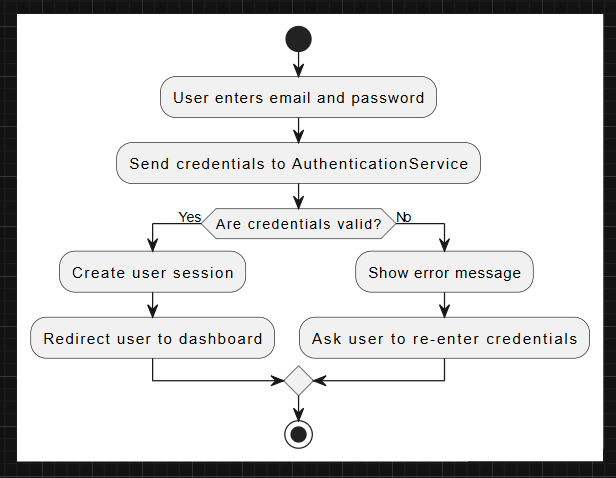 User enters email and password
Send credentials to AuthenticationService
Yes
Are credentials valid?
No
Create user session
Show error message
Redirect user to dashboard
Ask user to re-enter credentials